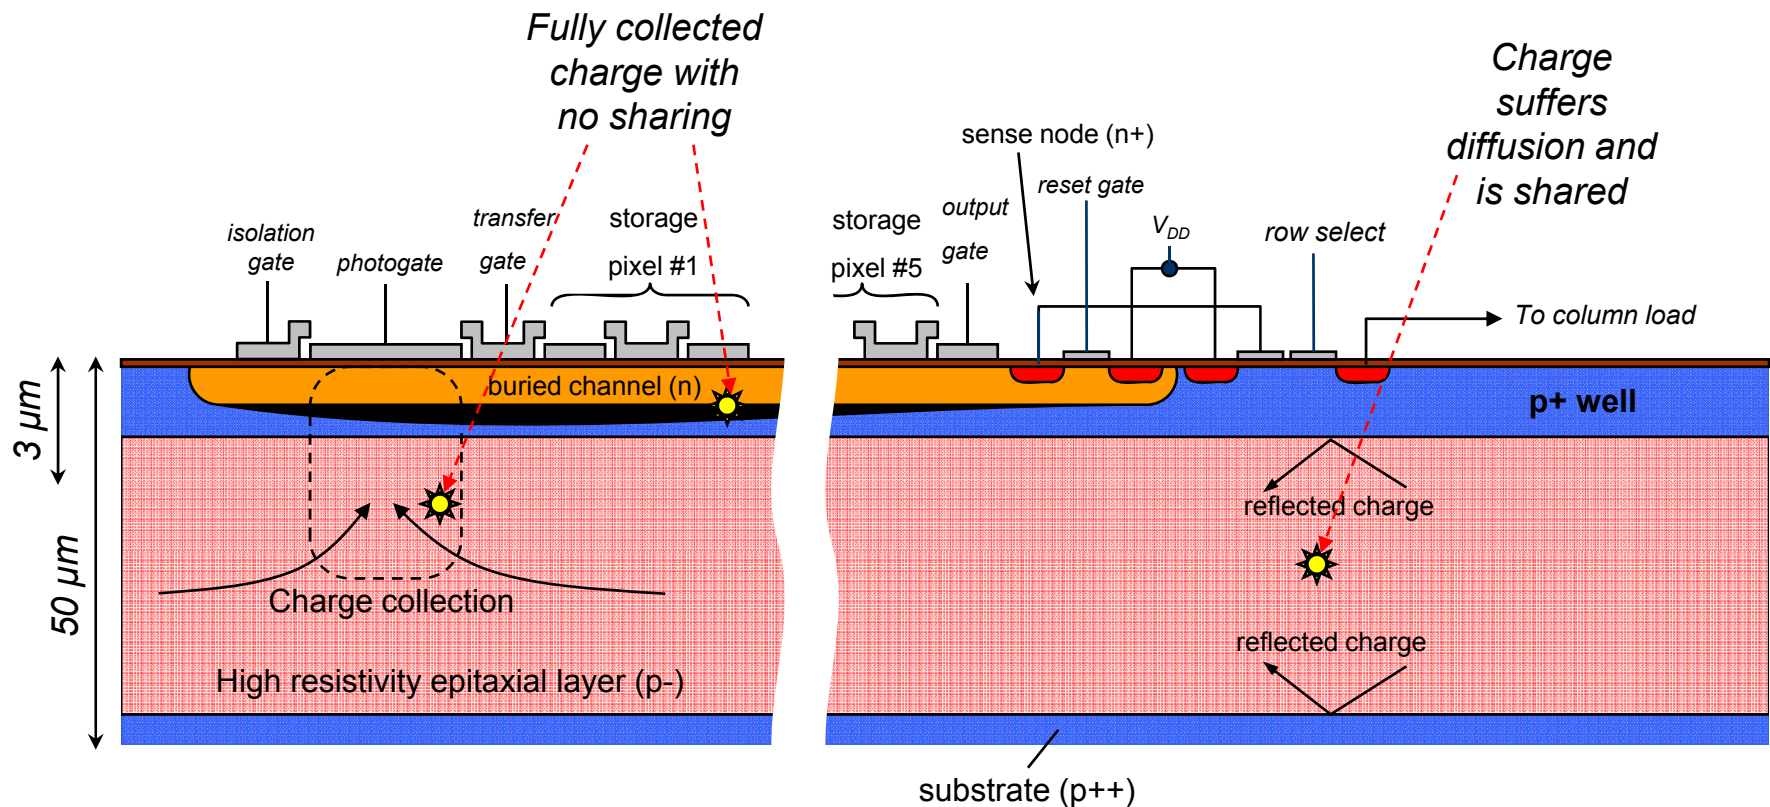 Fully collected
charge with
no sharing
Charge
suffers
diffusion and
is shared
sense node (n+)
reset gate
isolation
gate
photogate
transfer
gate
storage
pixel #1
storage
pixel #5
output
gate
VDD
row select
To column load
buried channel (n)
p+ well
3 μm
50 μm
reflected charge
Charge collection
reflected charge
High resistivity epitaxial layer (p-)
substrate (p++)